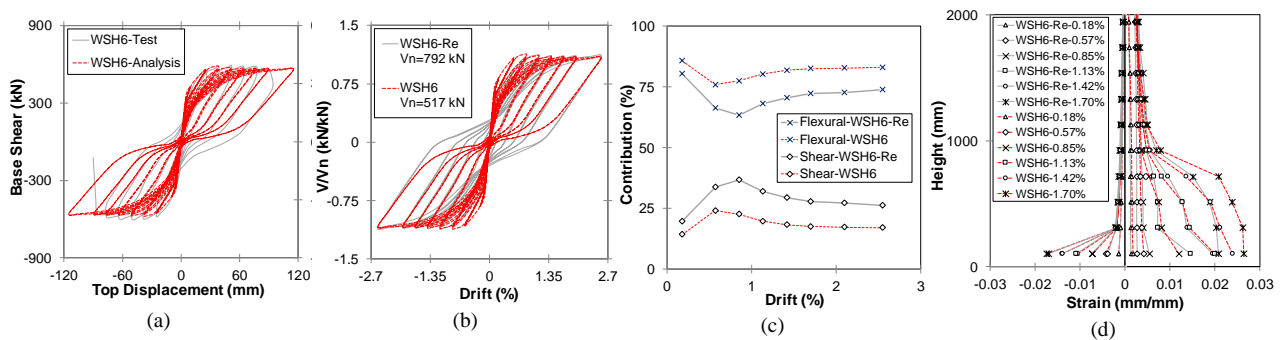 900
300
-300
-900
-120
-60
0
60
120
Base Shear (kN)
Top Displacement (mm)
WSH6-Test
WSH6-Analysis
(a)
1.5
0.75
0
-0.75
-1.5
-2.7
-1.35
0
1.35
2.7
V/Vn (kN/kN)
Drift (%)
WSH6-Re
Vn=792 kN
WSH6
Vn=517 kN
(b)
100
75
50
25
0
0
1
2
3
Contribution (%)
Drift (%)
Flexural-WSH6-Re
Flexural-WSH6
Shear-WSH6-Re
Shear-WSH6
(c)
2000
1000
0
-0.03
-0.02
-0.01
0
0.01
0.02
0.03
Height (mm)
Strain (mm/mm)
WSH6-Re-0.18%
WSH6-Re-0.57%
WSH6-Re-0.85%
WSH6-Re-1.13%
WSH6-Re-1.42%
WSH6-Re-1.70%
WSH6-0.18%
WSH6-0.57%
WSH6-0.85%
WSH6-1.13%
WSH6-1.42%
WSH6-1.70%
(d)